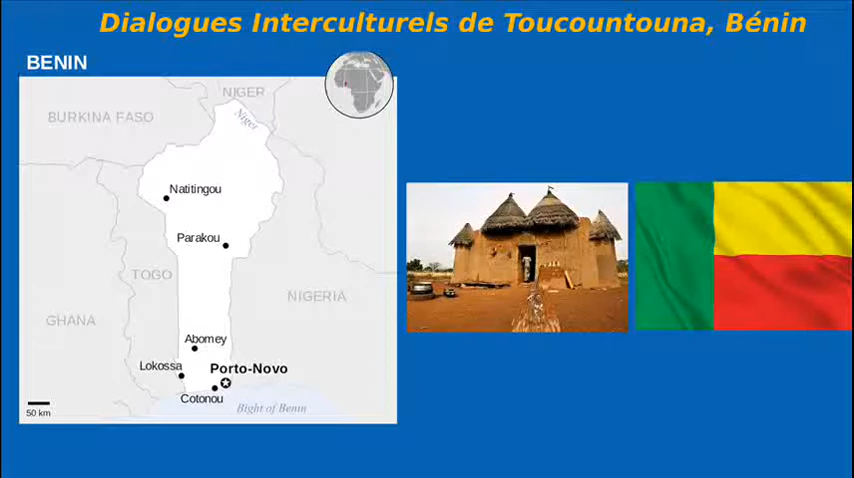 Dialogues Interculturels de Toucountouna, Bénin
BENIN
NIGER
BURKINA FASO
Niger
Natitingou
Parakou
TOGO
NIGERIA
GHANA
Abomey
Lokossa
Porto-Novo
Cotonou
Bight of Benin
50 km